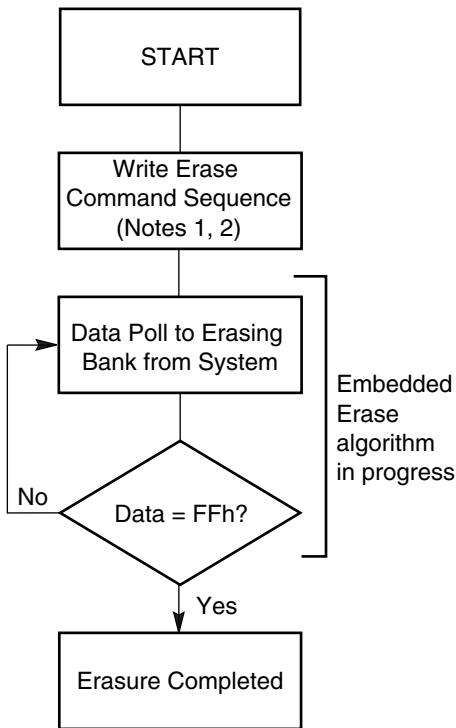 START
Write Erase
Command Sequence
(Notes 1, 2)
Data Poll to Erasing
Bank from System
Embedded
Erase
algorithm
in progress
No
Data = FFh?
Yes
Erasure Completed